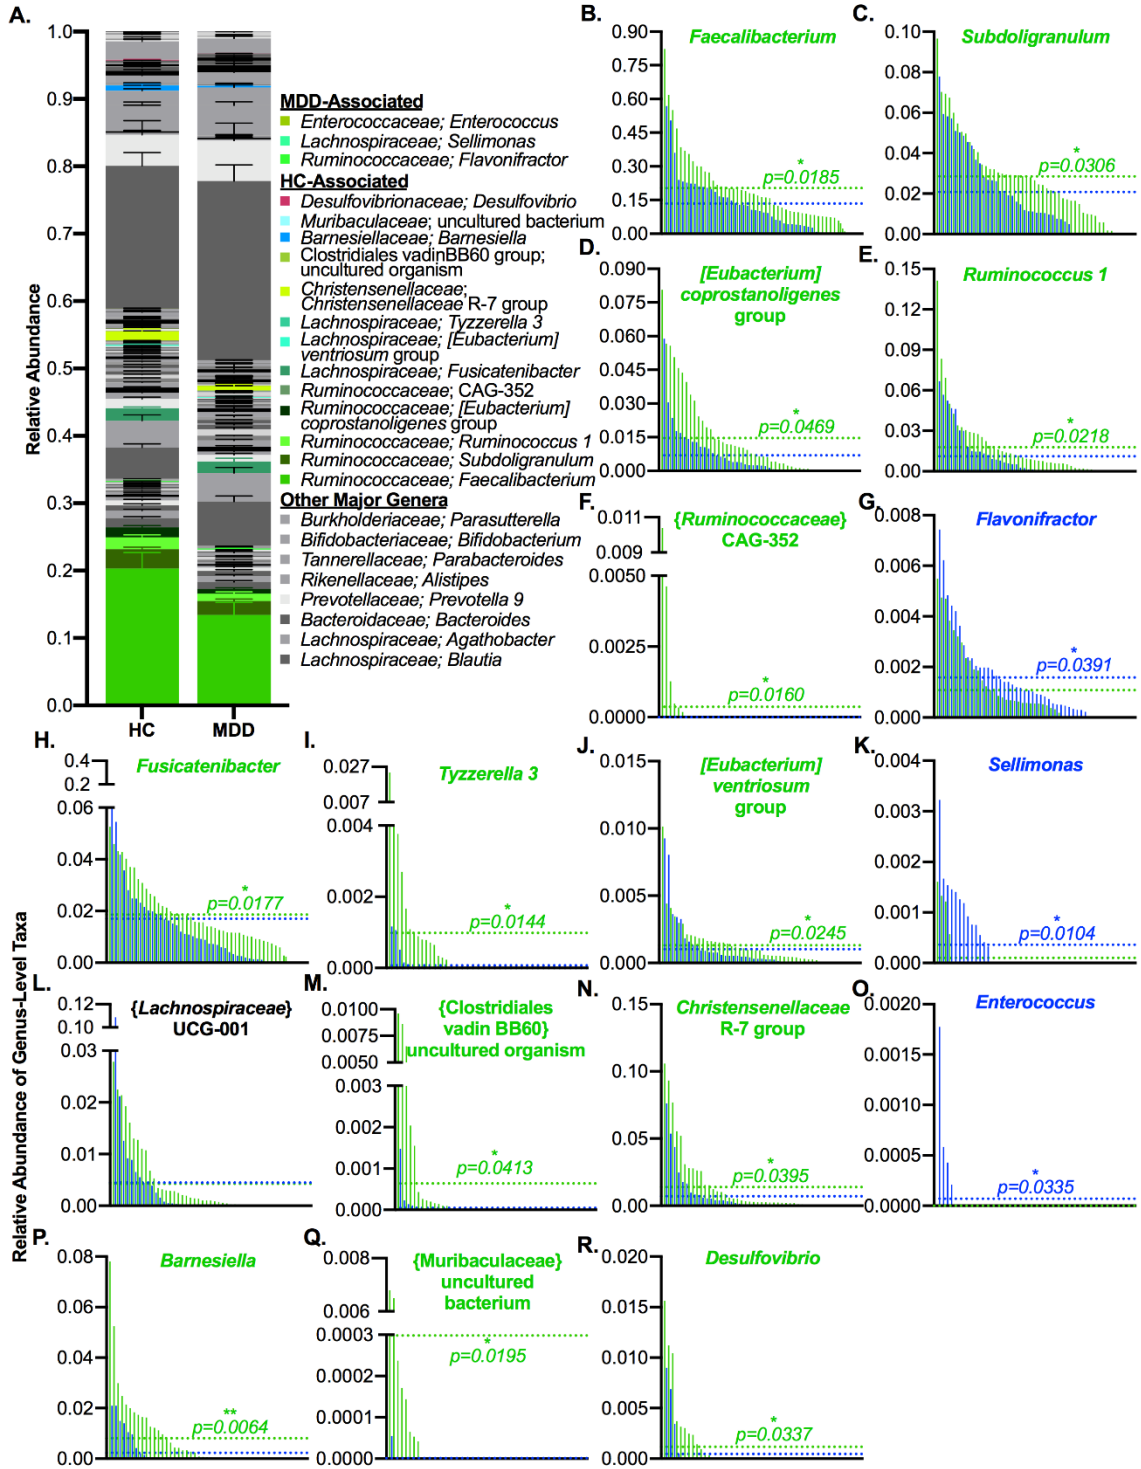 A.
1.0
0.9
0.8
0.7
0.6
0.5
0.4
0.3
0.2
0.1
0.0
Relative Abundance
HC
MDD
MDD-Associated
Enterococcaceae; Enterococcus
Lachnospiraceae; Sellimonas
Ruminococcaceae; Flavonifractor
HC-Associated
Desulfovibrionaceae; Desulfovibrio
Muribaculaceae; uncultured bacterium
Barnesiellaceae; Barnesiella
Clostridiales vadinBB60 group;
uncultured organism
Christensenellaceae;
Christensenellaceae R-7 group
Lachnospiraceae; Tyzzerella 3
Lachnospiraceae; [Eubacterium]
ventriosum group
Lachnospiraceae; Fusicatenibacter
Ruminococcaceae; CAG-352
Ruminococcaceae; [Eubacterium]
coprostanoligenes group
Ruminococcaceae; Ruminococcus 1
Ruminococcaceae; Subdoligranulum
Ruminococcaceae; Faecalibacterium
Other Major Genera
Burkholderiaceae; Parasutterella
Bifidobacteriaceae; Bifidobacterium
Tannerellaceae; Parabacteroides
Rikenellaceae; Alistipes
Prevotellaceae; Prevotella 9
Bacteroidaceae; Bacteroides
Lachnospiraceae; Agathobacter
Lachnospiraceae; Blautia
B.
Faecalibacterium
0.90
0.75
0.60
0.45
0.30
0.15
0.00
*
p=0.0185
C.
Subdoligranulum
0.10
0.08
0.06
0.04
0.02
0.00
*
p=0.0306
D.
[Eubacterium]
coprostanoligenes
group
0.090
0.075
0.060
0.045
0.030
0.015
0.000
*
p=0.0469
E.
Ruminococcus 1
0.15
0.12
0.09
0.06
0.03
0.00
*
p=0.0218
F.
{Ruminococcaceae}
CAG-352
0.011
0.009
0.0050
0.0025
0.0000
*
p=0.0160
G.
Flavonifractor
0.008
0.006
0.004
0.002
0.000
*
p=0.0391
Relative Abundance of Genus-Level Taxa
H.
Fusicatenibacter
0.4
0.2
0.06
0.04
0.02
0.00
*
p=0.0177
I.
Tyzzerella 3
0.027
0.007
0.004
0.002
0.000
*
p=0.0144
J.
[Eubacterium]
ventriosum
group
0.015
0.010
0.005
0.000
*
p=0.0245
K.
Sellimonas
0.004
0.003
0.002
0.001
0.000
*
p=0.0104
L.
{Lachnospiraceae}
UCG-001
0.12
0.10
0.03
0.02
0.01
0.00
M.
{Clostridiales
vadin BB60}
uncultured organism
0.0100
0.0075
0.0050
0.003
0.002
0.001
0.000
*
p=0.0413
N.
Christensenellaceae
R-7 group
0.15
0.10
0.05
0.00
*
p=0.0395
O.
Enterococcus
0.0020
0.0015
0.0010
0.0005
0.0000
*
p=0.0335
P.
Barnesiella
0.08
0.06
0.04
0.02
0.00
**
p=0.0064
Q.
{Muribaculaceae}
uncultured
bacterium
0.008
0.006
0.0003
0.0002
0.0001
0.0000
*
p=0.0195
R.
Desulfovibrio
0.020
0.015
0.010
0.005
0.000
*
p=0.0337